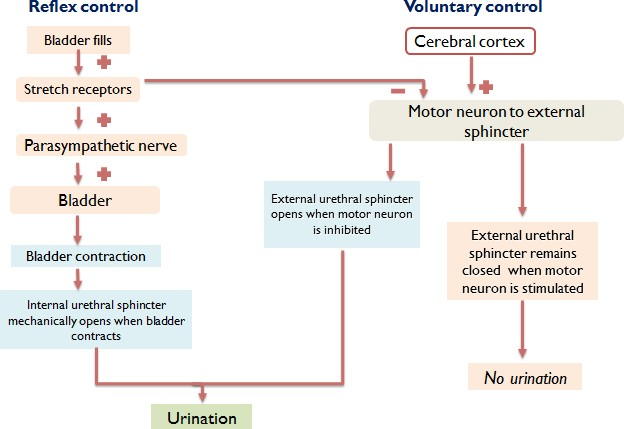 Reflex control
Voluntary control
Bladder fills
Cerebral cortex
+
+
Stretch receptors
−
Motor neuron to external
sphincter
+
Parasympathetic nerve
+
Bladder
External urethral sphincter
opens when motor neuron
is inhibited
External urethral
sphincter remains
closed when motor
neuron is stimulated
Bladder contraction
Internal urethral sphincter
mechanically opens when bladder
contracts
No urination
Urination